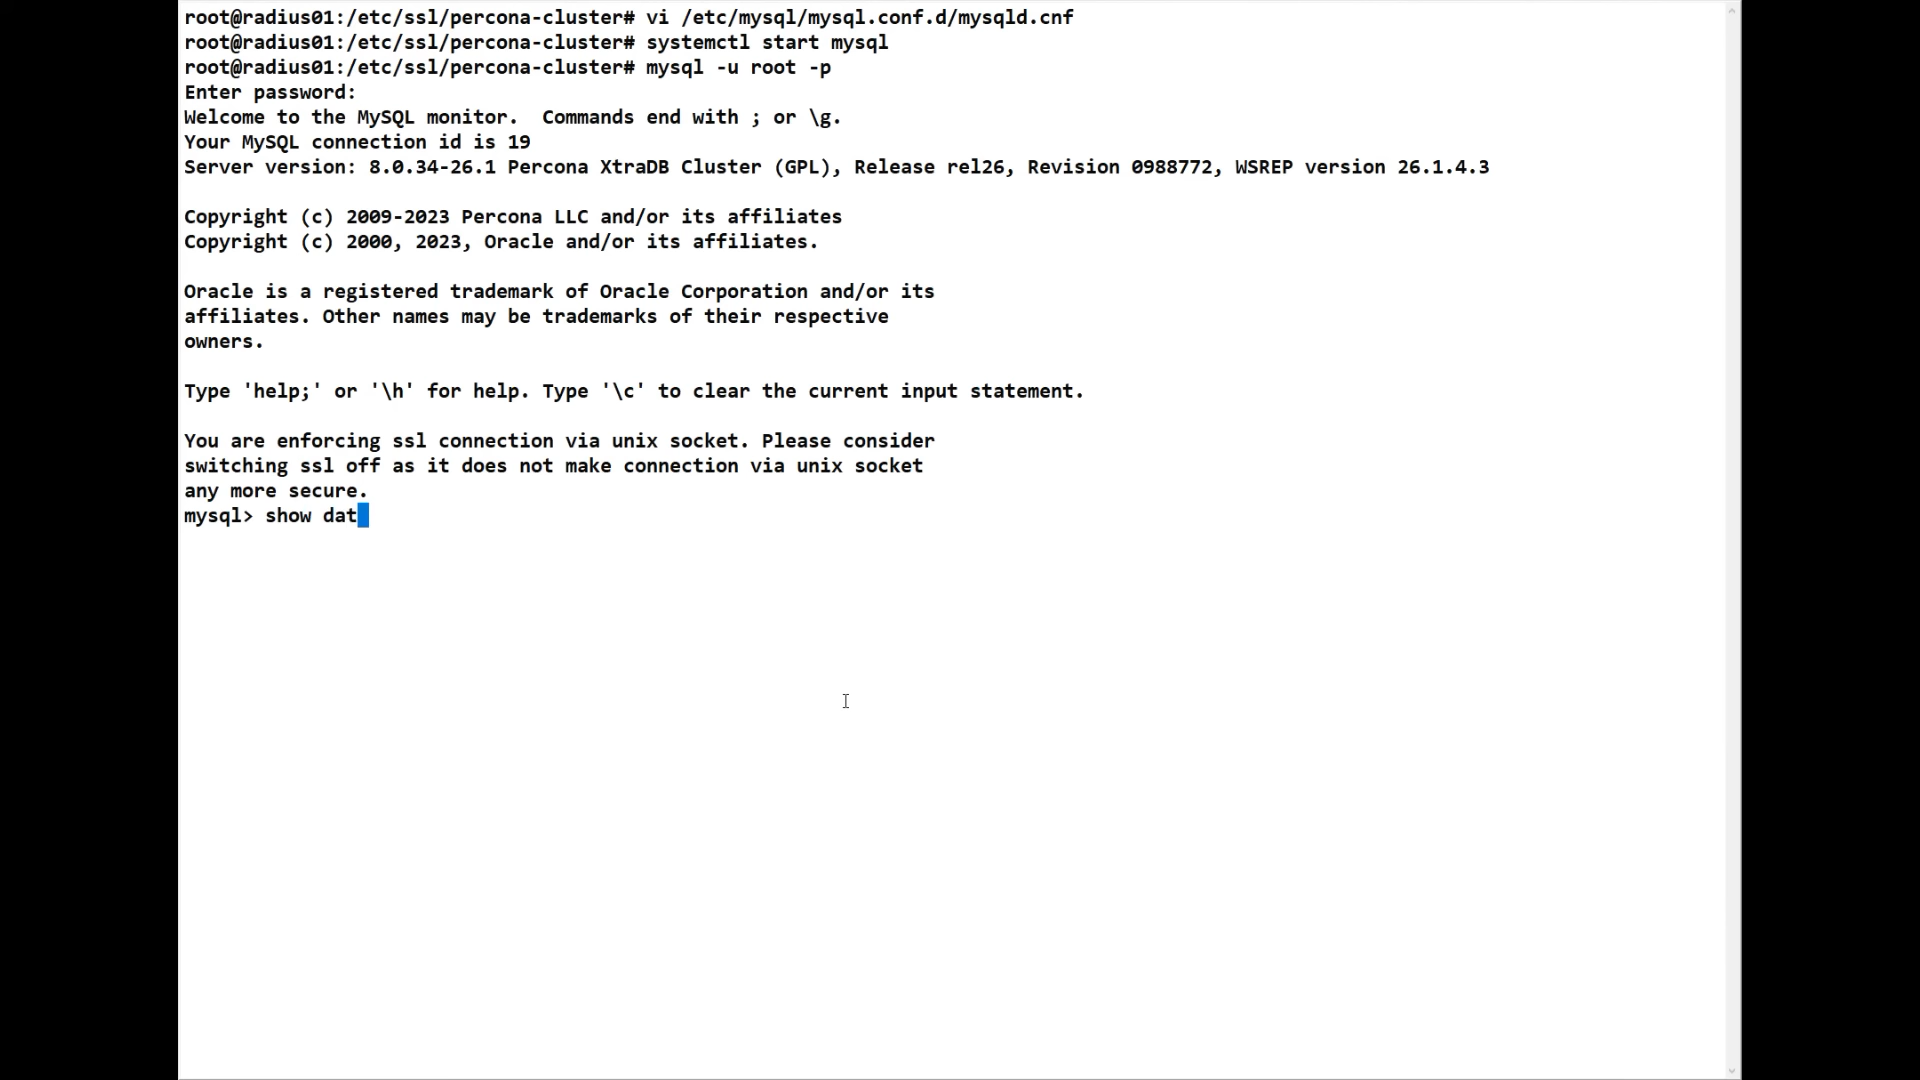 root@radius01:/etc/ssl/percona-cluster# vi /etc/mysql/mysql.conf.d/mysqld.cnf
root@radius01:/etc/ssl/percona-cluster# systemctl start mysql
root@radius01:/etc/ssl/percona-cluster# mysql -u root -p
Enter password:
Welcome to the MySQL monitor.  Commands end with ; or \g.
Your MySQL connection id is 19
Server version: 8.0.34-26.1 Percona XtraDB Cluster (GPL), Release rel26, Revision 0988772, WSREP version 26.1.4.3
Copyright (c) 2009-2023 Percona LLC and/or its affiliates
Copyright (c) 2000, 2023, Oracle and/or its affiliates.
Oracle is a registered trademark of Oracle Corporation and/or its
affiliates. Other names may be trademarks of their respective
owners.
Type 'help;' or '\h' for help. Type '\c' to clear the current input statement.
You are enforcing ssl connection via unix socket. Please consider
switching ssl off as it does not make connection via unix socket
any more secure.
mysql> show dat